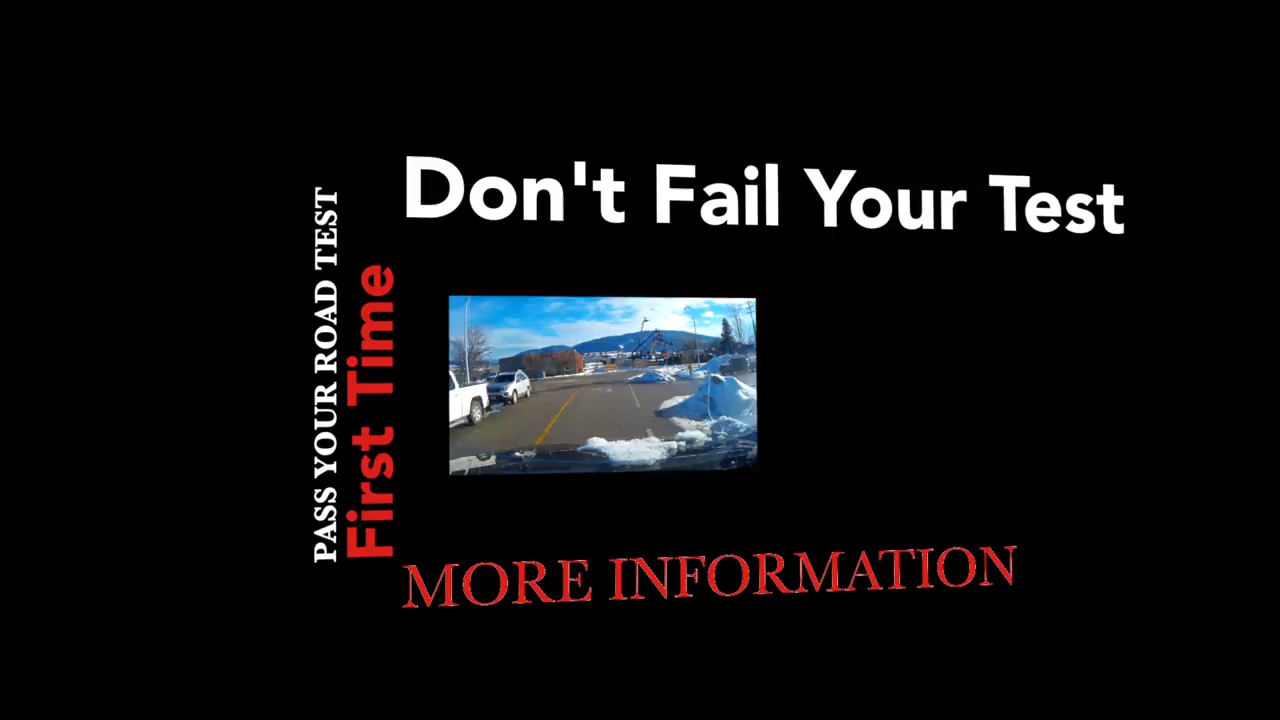 Don't Fail Your Test
PASS YOUR ROAD TEST
First Time
MORE INFORMATION